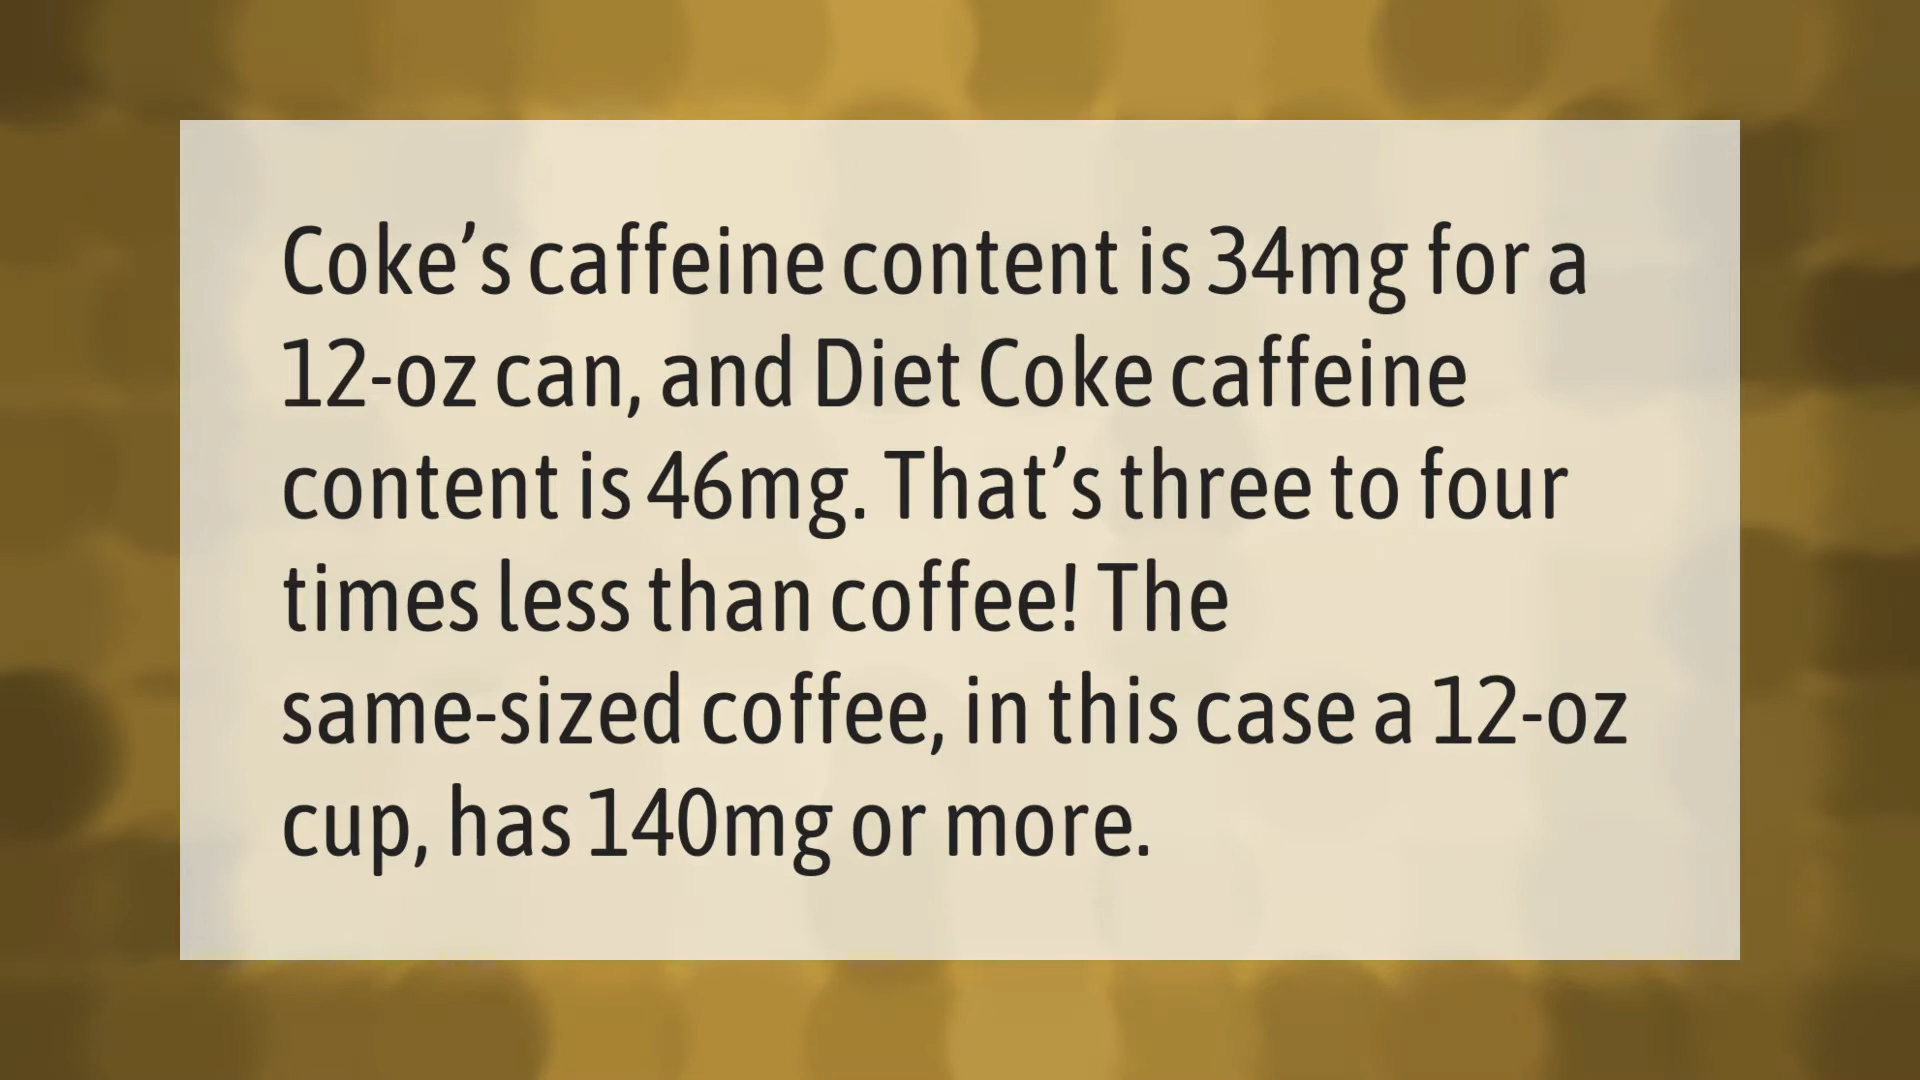 Coke’s caffeine content is 34mg for a
12-oz can, and Diet Coke caffeine
content is 46mg. That’s three to four
times less than coffee! The
same-sized coffee, in this case a 12-oz
cup, has 140mg or more.